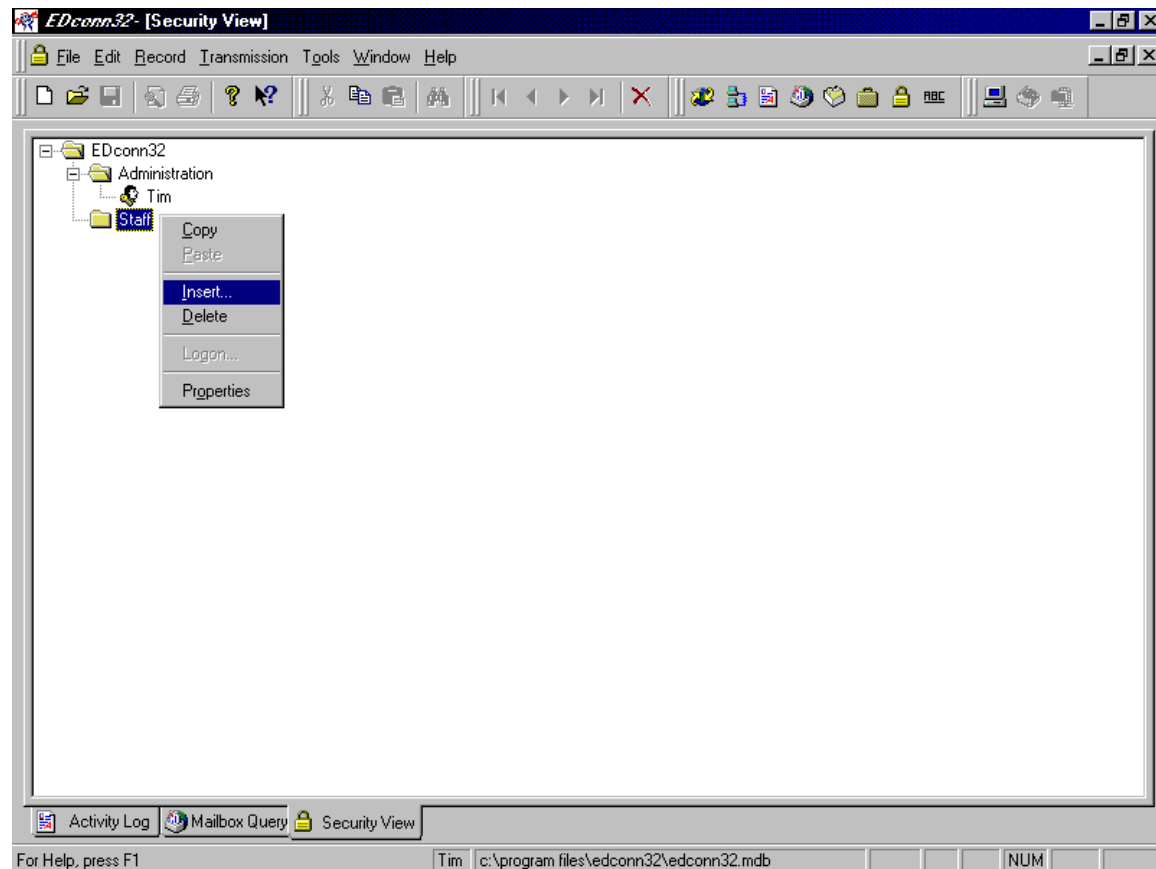 EDconn32- [Security View]
File Edit Record Transmission Tools Window Help
ABC
EDconn32
Administration
Tim
Staff
Copy
Paste
Insert...
Delete
Logon...
Properties
Activity Log Mailbox Query Security View
For Help, press F1 Tim c:\program files\edconn32\edconn32.mdb NUM